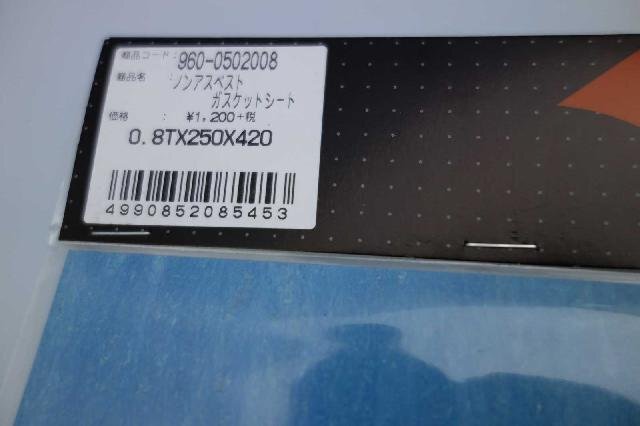 商品コード：960-0502008
商品名 ：ノンアスベスト
ガスケットシート
価格 ： ¥1,200+税
0.8TX250X420
4990852085453